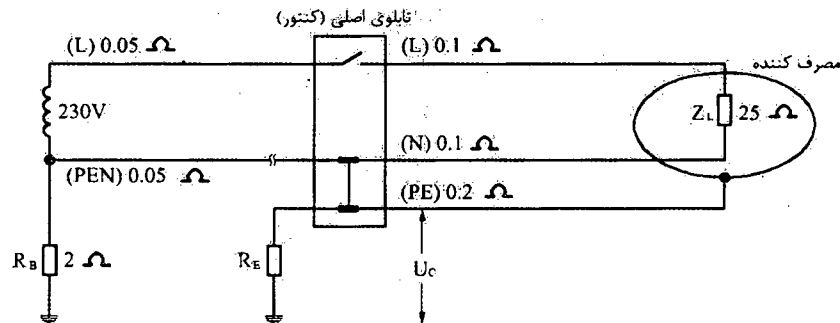 تابلوی اصلی (کنتور)
(L) 0.05 Ω
(L) 0.1 Ω
مصرف کننده
230V
Z_L 25 Ω
(N) 0.1 Ω
(PEN) 0.05 Ω
(PE) 0.2 Ω
R_B 2 Ω
R_E
U_C